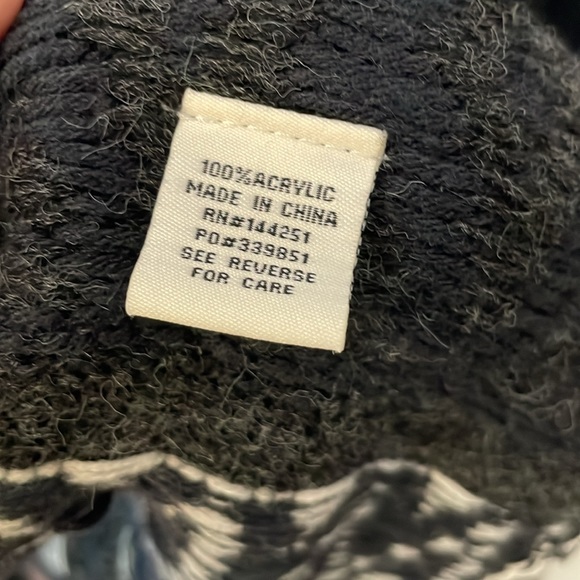 100%ACRYLIC
MADE IN CHINA
RN#144251
PO#339851
SEE REVERSE
FOR CARE